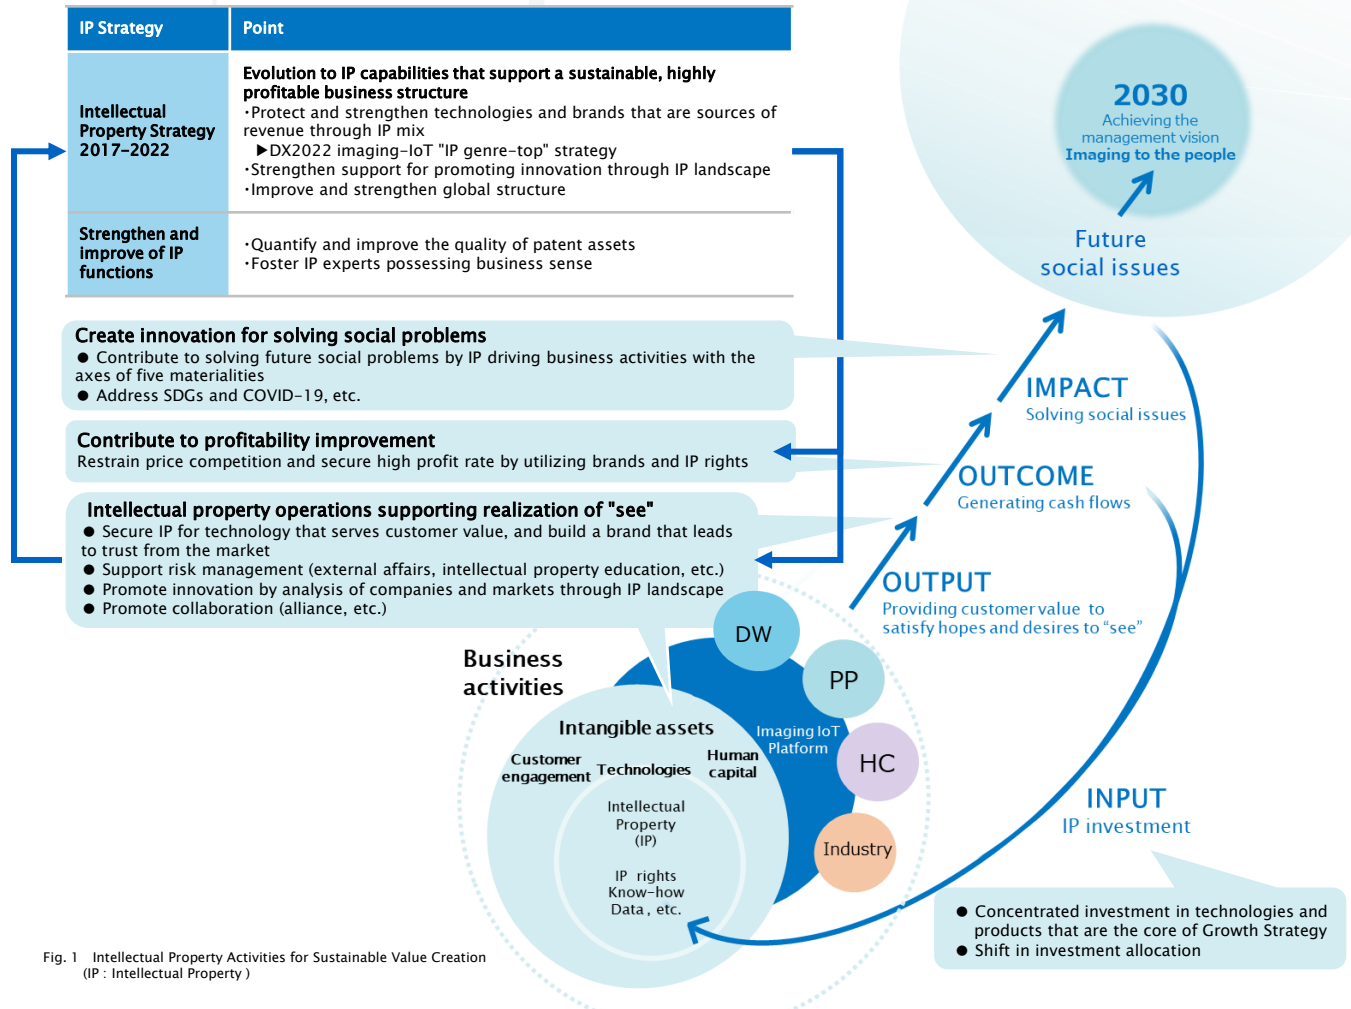 IP Strategy
Point
Intellectual
Property Strategy
2017-2022
Evolution to IP capabilities that support a sustainable, highly
profitable business structure
・Protect and strengthen technologies and brands that are sources of
revenue through IP mix
▶DX2022 imaging-IoT "IP genre-top" strategy
・Strengthen support for promoting innovation through IP landscape
・Improve and strengthen global structure
Strengthen and
improve of IP
functions
・Quantify and improve the quality of patent assets
・Foster IP experts possessing business sense
Create innovation for solving social problems
● Contribute to solving future social problems by IP driving business activities with the
axes of five materialities
● Address SDGs and COVID-19, etc.
Contribute to profitability improvement
Restrain price competition and secure high profit rate by utilizing brands and IP rights
Intellectual property operations supporting realization of "see"
● Secure IP for technology that serves customer value, and build a brand that leads
to trust from the market
● Support risk management (external affairs, intellectual property education, etc.)
● Promote innovation by analysis of companies and markets through IP landscape
● Promote collaboration (alliance, etc.)
2030
Achieving the
management vision
Imaging to the people
Future
social issues
IMPACT
Solving social issues
OUTCOME
Generating cash flows
OUTPUT
Providing customer value to
satisfy hopes and desires to “see”
Business
activities
DW
PP
HC
Industry
Imaging IoT
Platform
Intangible assets
Customer
engagement
Technologies
Human
capital
Intellectual
Property
(IP)
IP rights
Know-how
Data , etc.
INPUT
IP investment
● Concentrated investment in technologies and
products that are the core of Growth Strategy
● Shift in investment allocation
Fig. 1 Intellectual Property Activities for Sustainable Value Creation
(IP : Intellectual Property )